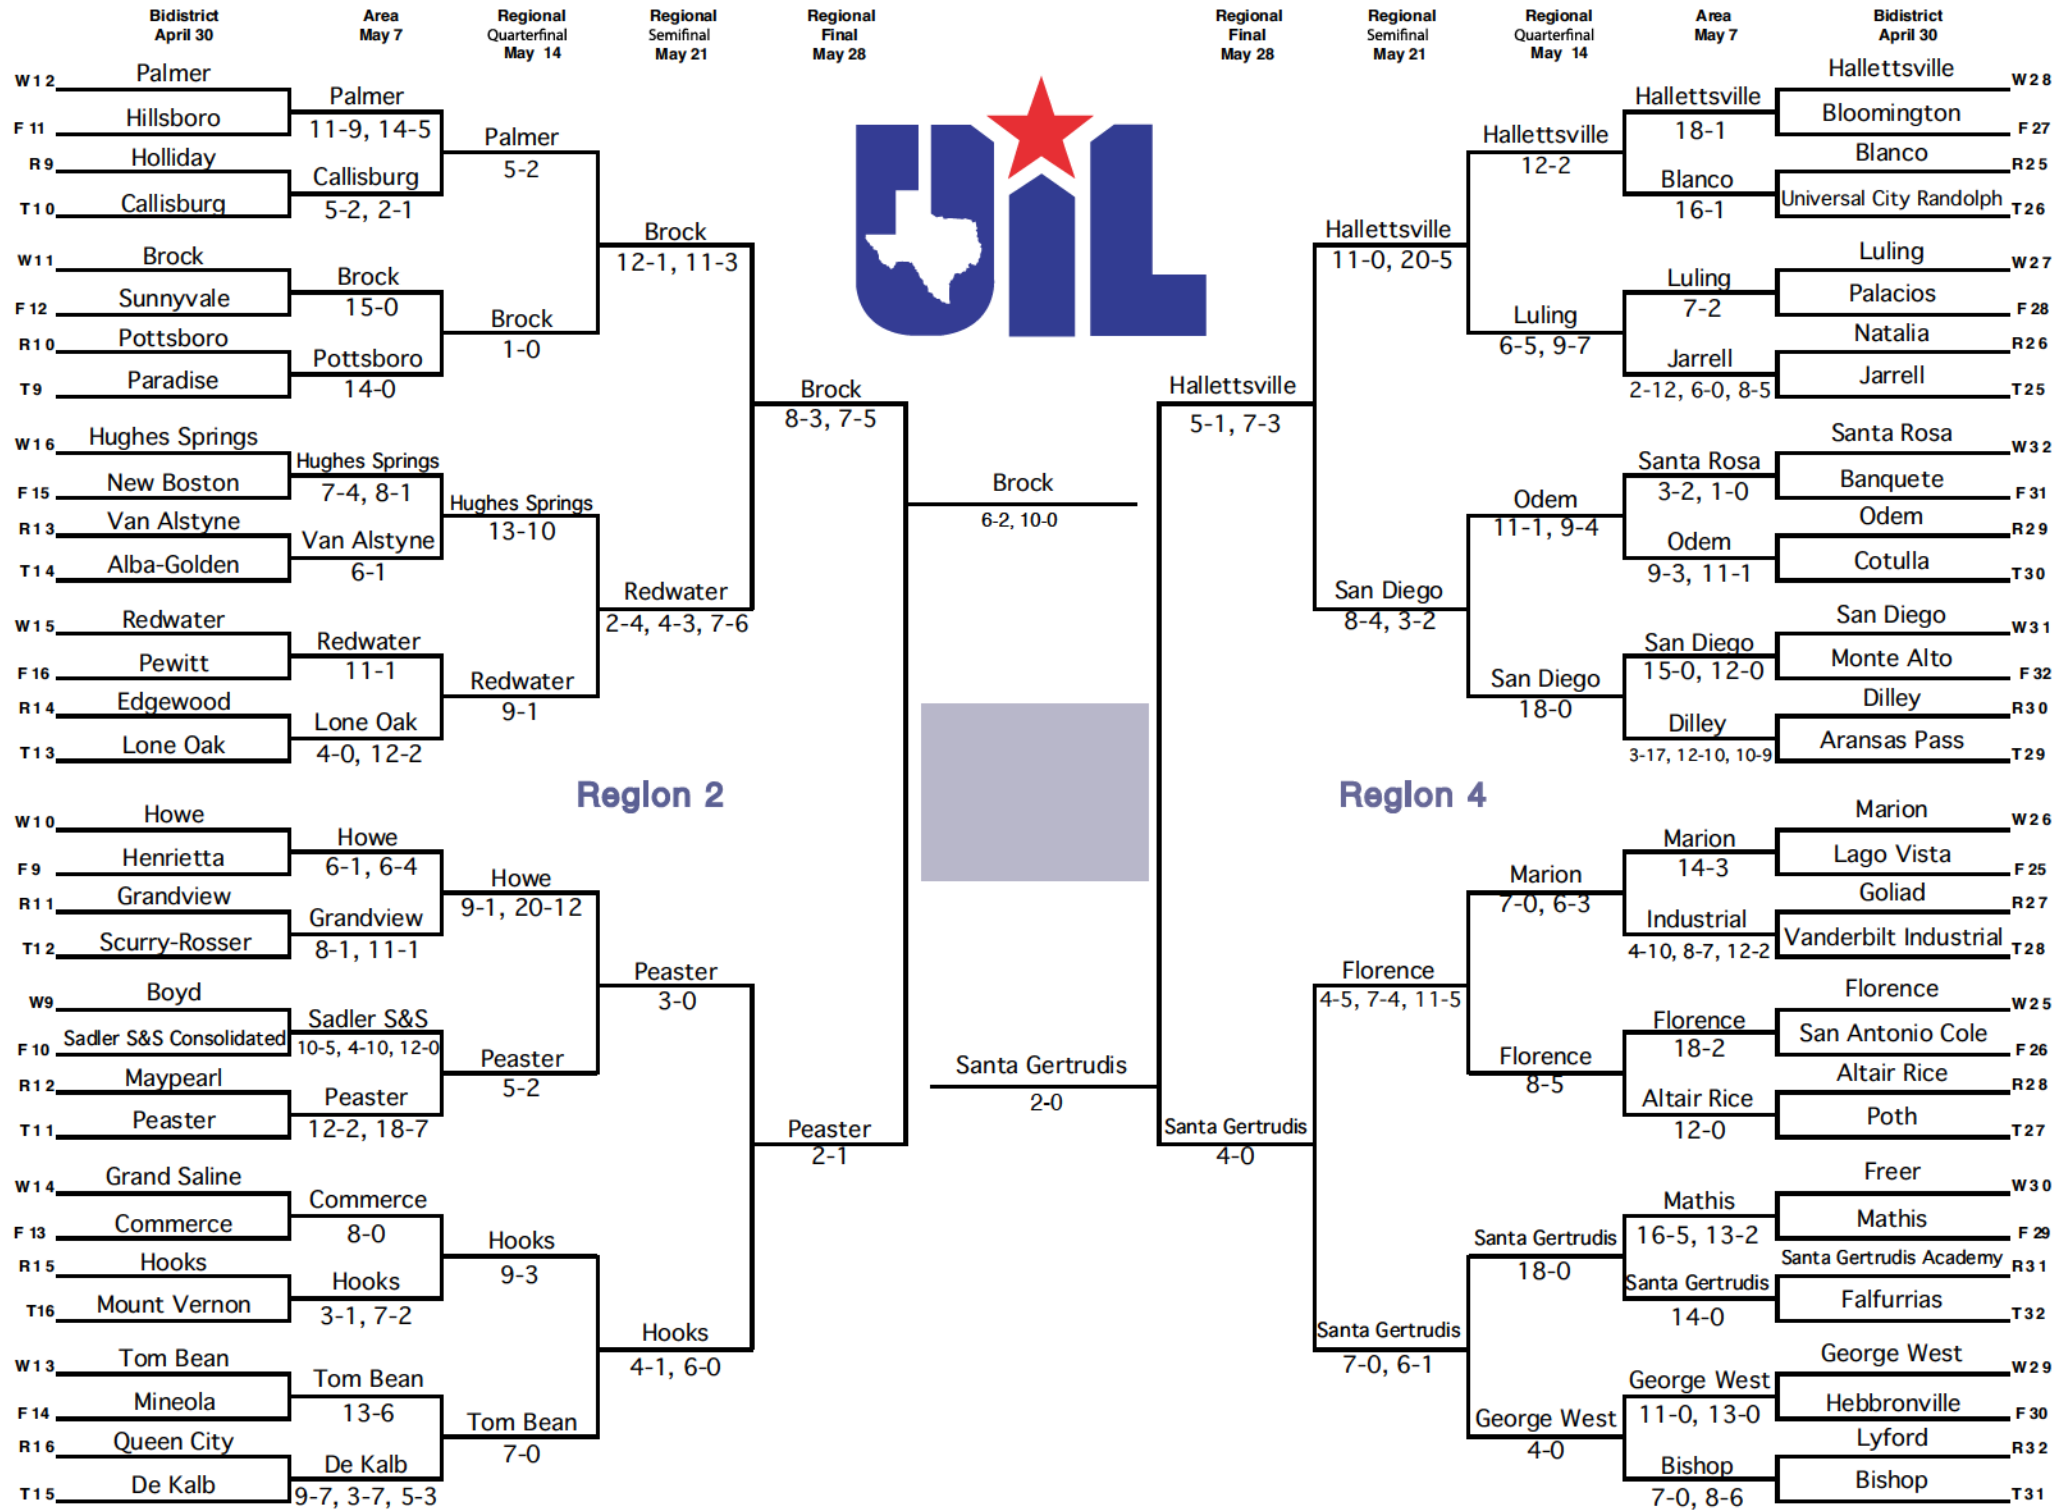 Bidistrict
April 30
Area
May 7
Regional
Quarterfinal
May 14
Regional
Semifinal
May 21
Regional
Final
May 28
Regional
Final
May 28
Regional
Semifinal
May 21
Regional
Quarterfinal
May 14
Area
May 7
Bidistrict
April 30
UIL
W12
Palmer
F 11
Hillsboro
R 9
Holliday
T10
Callisburg
W11
Brock
F 12
Sunnyvale
R10
Pottsboro
T 9
Paradise
W16
Hughes Springs
F 15
New Boston
R13
Van Alstyne
T14
Alba-Golden
W15
Redwater
F 16
Pewitt
R14
Edgewood
T13
Lone Oak
W10
Howe
F 9
Henrietta
R11
Grandview
T12
Scurry-Rosser
W9
Boyd
F 10
Sadler S&S Consolidated
R12
Maypearl
T11
Peaster
W14
Grand Saline
F 13
Commerce
R15
Hooks
T16
Mount Vernon
W13
Tom Bean
F 14
Mineola
R16
Queen City
T15
De Kalb
Palmer
11-9, 14-5
Callisburg
5-2, 2-1
Brock
15-0
Pottsboro
14-0
Hughes Springs
7-4, 8-1
Van Alstyne
6-1
Redwater
11-1
Lone Oak
4-0, 12-2
Howe
6-1, 6-4
Grandview
8-1, 11-1
Sadler S&S
10-5, 4-10, 12-0
Peaster
12-2, 18-7
Commerce
8-0
Hooks
3-1, 7-2
Tom Bean
13-6
De Kalb
9-7, 3-7, 5-3
Palmer
5-2
Brock
1-0
Hughes Springs
13-10
Redwater
9-1
Howe
9-1, 20-12
Peaster
5-2
Hooks
9-3
Tom Bean
7-0
Brock
12-1, 11-3
Redwater
2-4, 4-3, 7-6
Peaster
3-0
Hooks
4-1, 6-0
Brock
8-3, 7-5
Peaster
2-1
Brock
6-2, 10-0
Region 2
Region 4
Santa Gertrudis
2-0
Hallettsville
5-1, 7-3
Santa Gertrudis
4-0
Hallettsville
11-0, 20-5
San Diego
8-4, 3-2
Florence
4-5, 7-4, 11-5
Santa Gertrudis
7-0, 6-1
Hallettsville
12-2
Luling
6-5, 9-7
Odem
11-1, 9-4
San Diego
18-0
Marion
7-0, 6-3
Florence
8-5
Santa Gertrudis
18-0
George West
4-0
Hallettsville
18-1
Blanco
16-1
Luling
7-2
Jarrell
2-12, 6-0, 8-5
Santa Rosa
3-2, 1-0
Odem
9-3, 11-1
San Diego
15-0, 12-0
Dilley
3-17, 12-10, 10-9
Marion
14-3
Industrial
4-10, 8-7, 12-2
Florence
18-2
Altair Rice
12-0
Mathis
16-5, 13-2
Santa Gertrudis
14-0
George West
11-0, 13-0
Bishop
7-0, 8-6
Hallettsville
W28
Bloomington
F 27
Blanco
R25
Universal City Randolph
T26
Luling
W27
Palacios
F 28
Natalia
R26
Jarrell
T25
Santa Rosa
W32
Banquete
F 31
Odem
R29
Cotulla
T30
San Diego
W31
Monte Alto
F 32
Dilley
R30
Aransas Pass
T29
Marion
W26
Lago Vista
F 25
Goliad
R27
Vanderbilt Industrial
T28
Florence
W25
San Antonio Cole
F 26
Altair Rice
R28
Poth
T27
Freer
W30
Mathis
F 29
Santa Gertrudis Academy
R31
Falfurrias
T32
George West
W29
Hebbronville
F 30
Lyford
R32
Bishop
T31